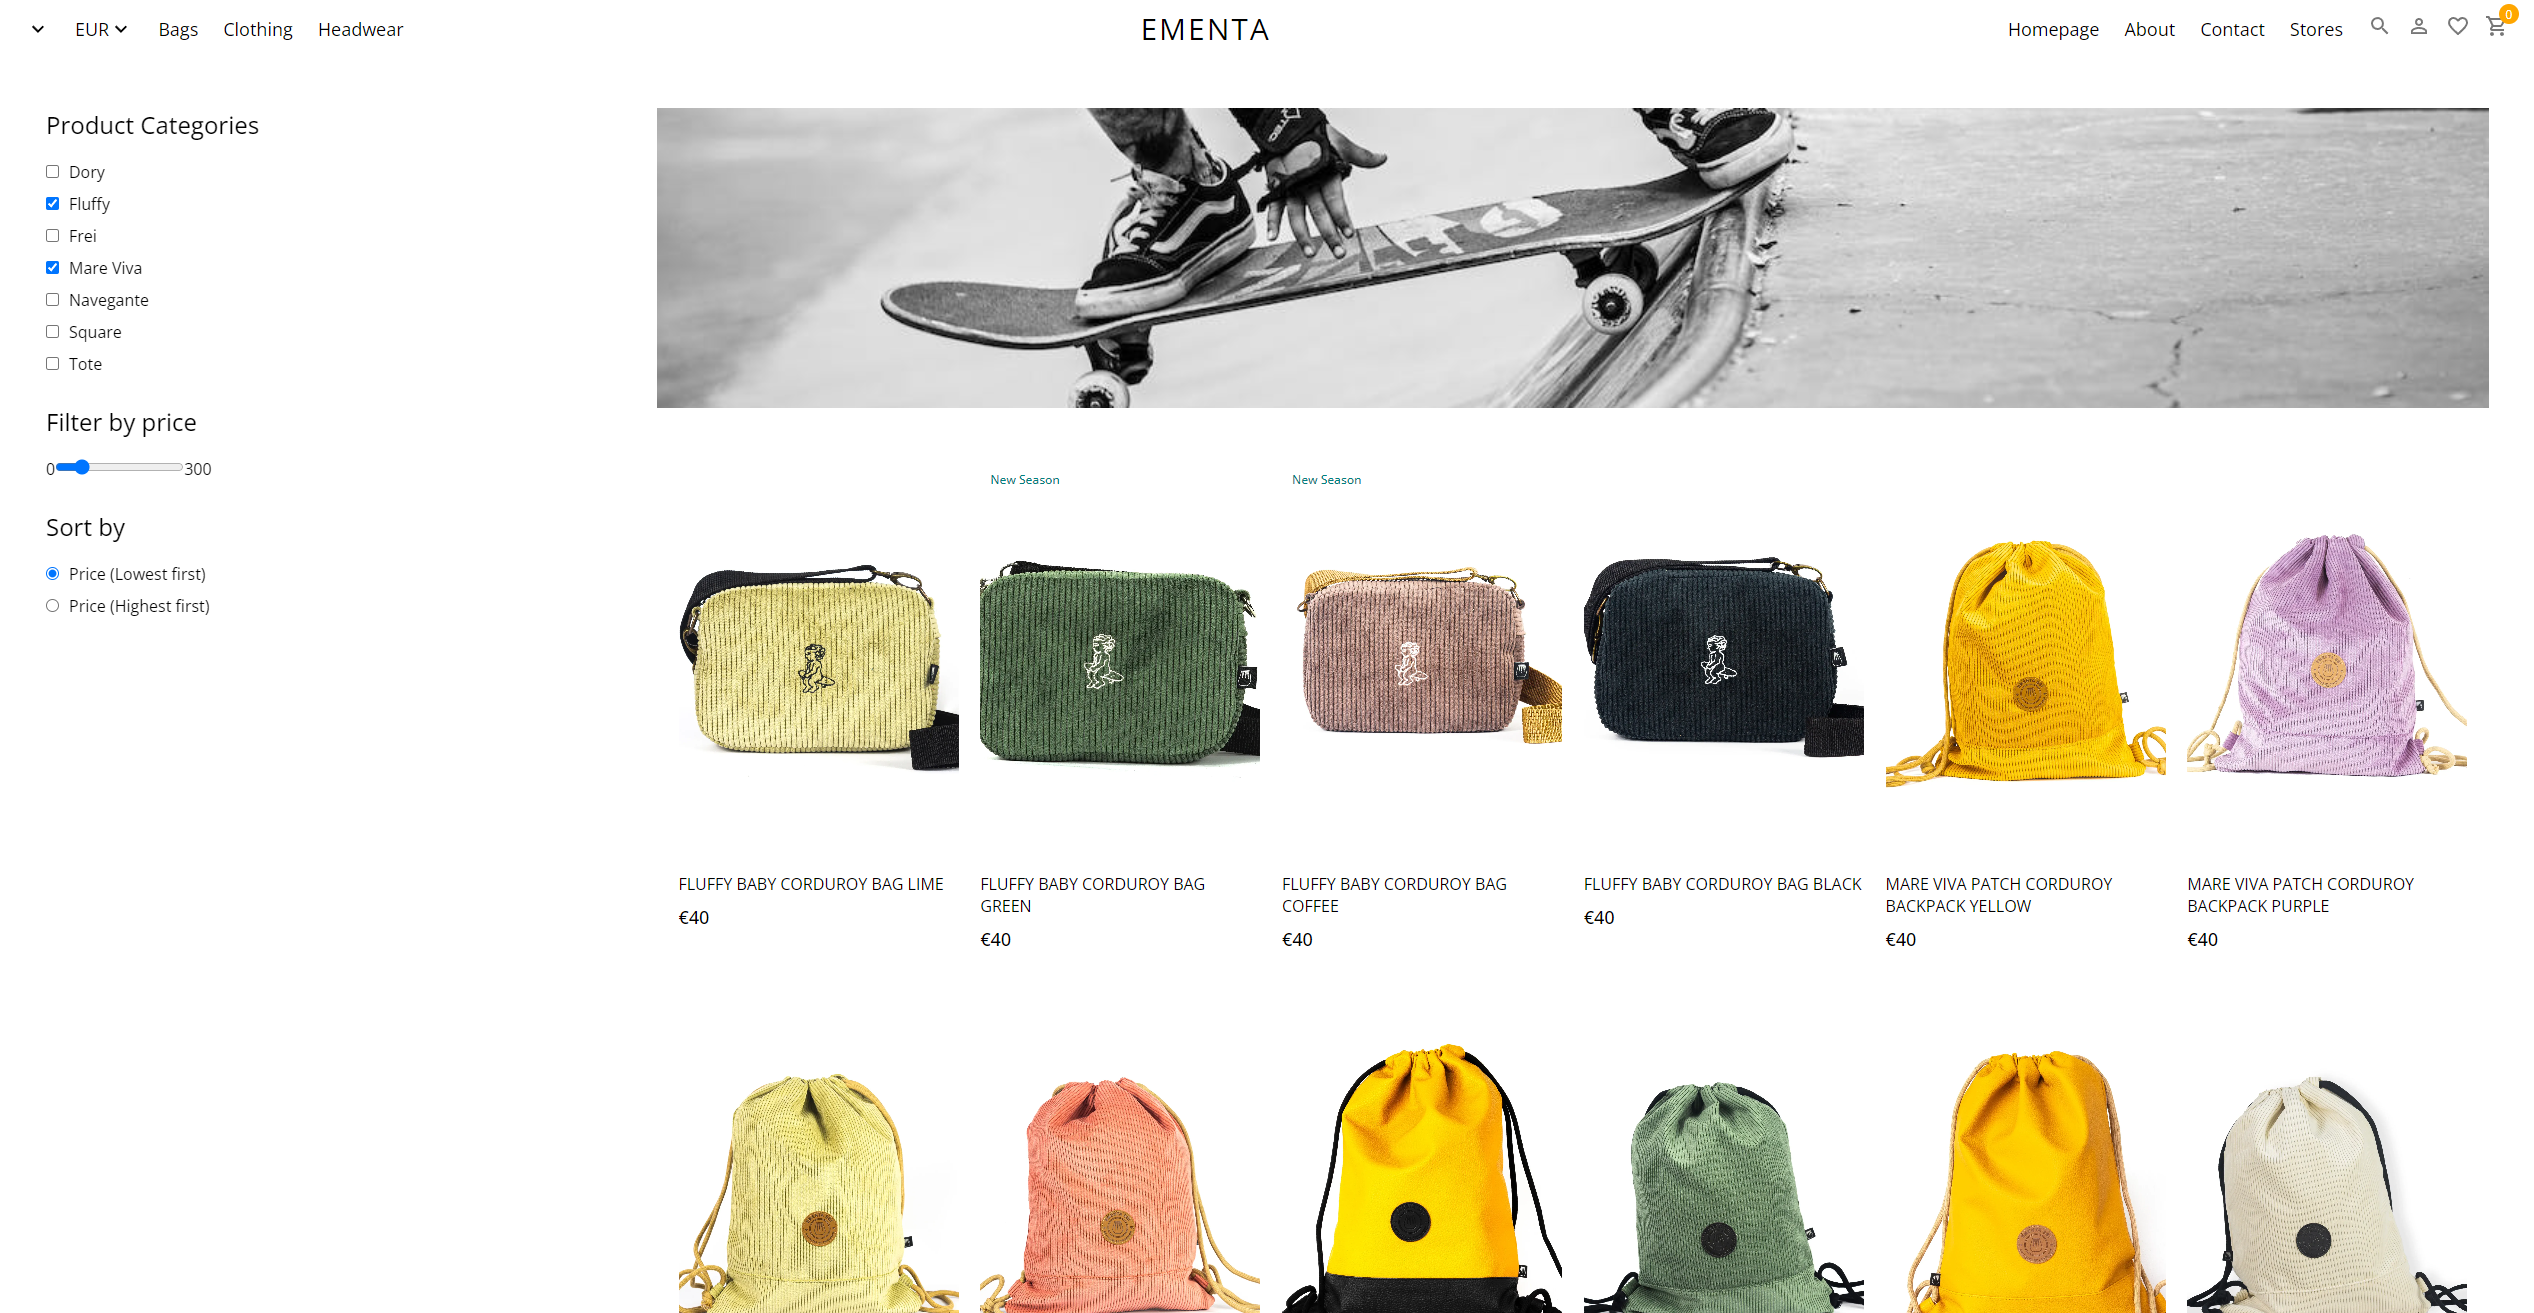 EUR Bags Clothing Headwear
EMENTA
Homepage About Contact Stores 0
Product Categories
Dory
Fluffy
Frei
Mare Viva
Navegante
Square
Tote
Filter by price
0 300
Sort by
Price (Lowest first)
Price (Highest first)
New Season
New Season
FLUFFY BABY CORDUROY BAG LIME
€40
FLUFFY BABY CORDUROY BAG
GREEN
€40
FLUFFY BABY CORDUROY BAG
COFFEE
€40
FLUFFY BABY CORDUROY BAG BLACK
€40
MARE VIVA PATCH CORDUROY
BACKPACK YELLOW
€40
MARE VIVA PATCH CORDUROY
BACKPACK PURPLE
€40